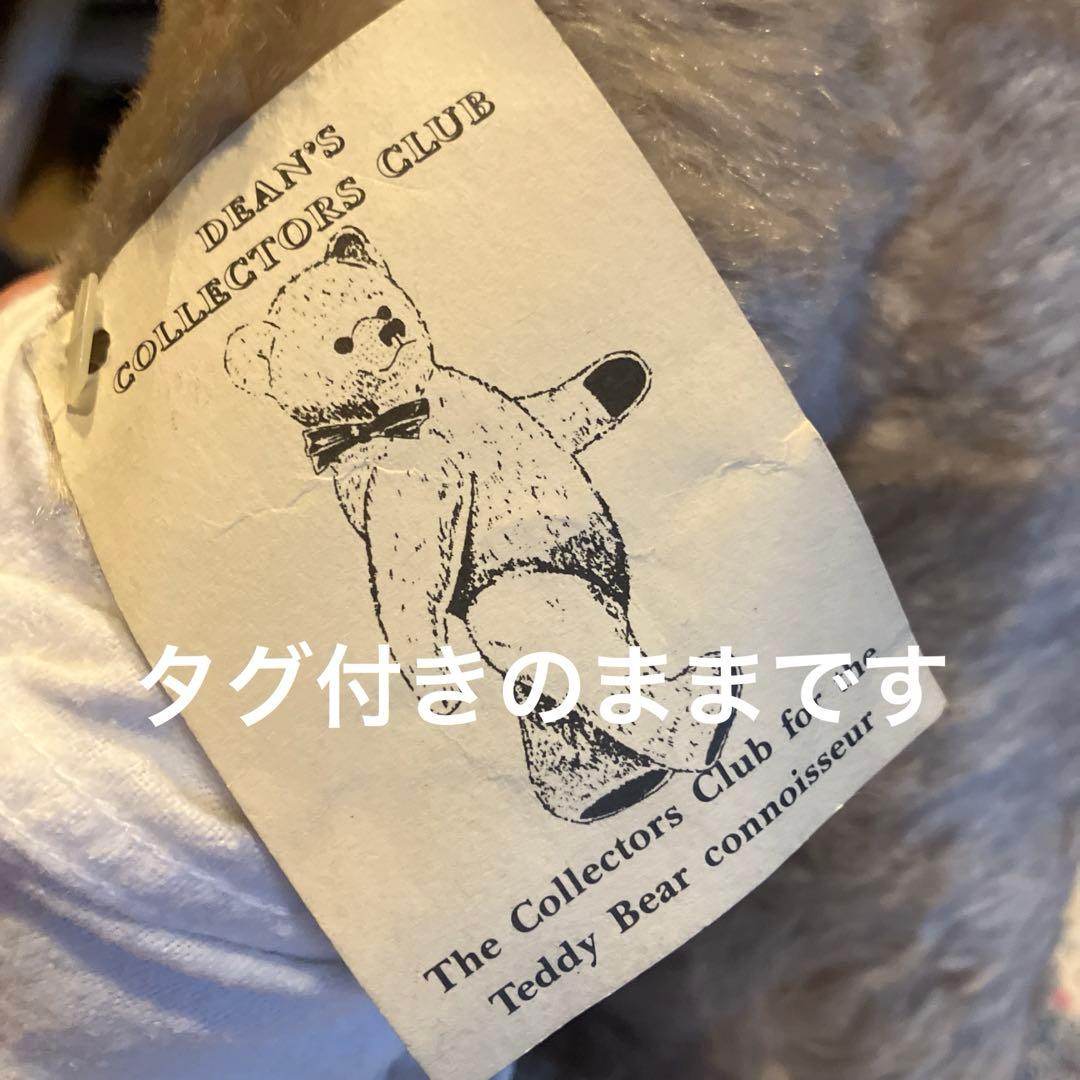 DEAN'S
COLLECTORS CLUB
タグ付きのままです
The Collectors Club for the
Teddy Bear connoisseur